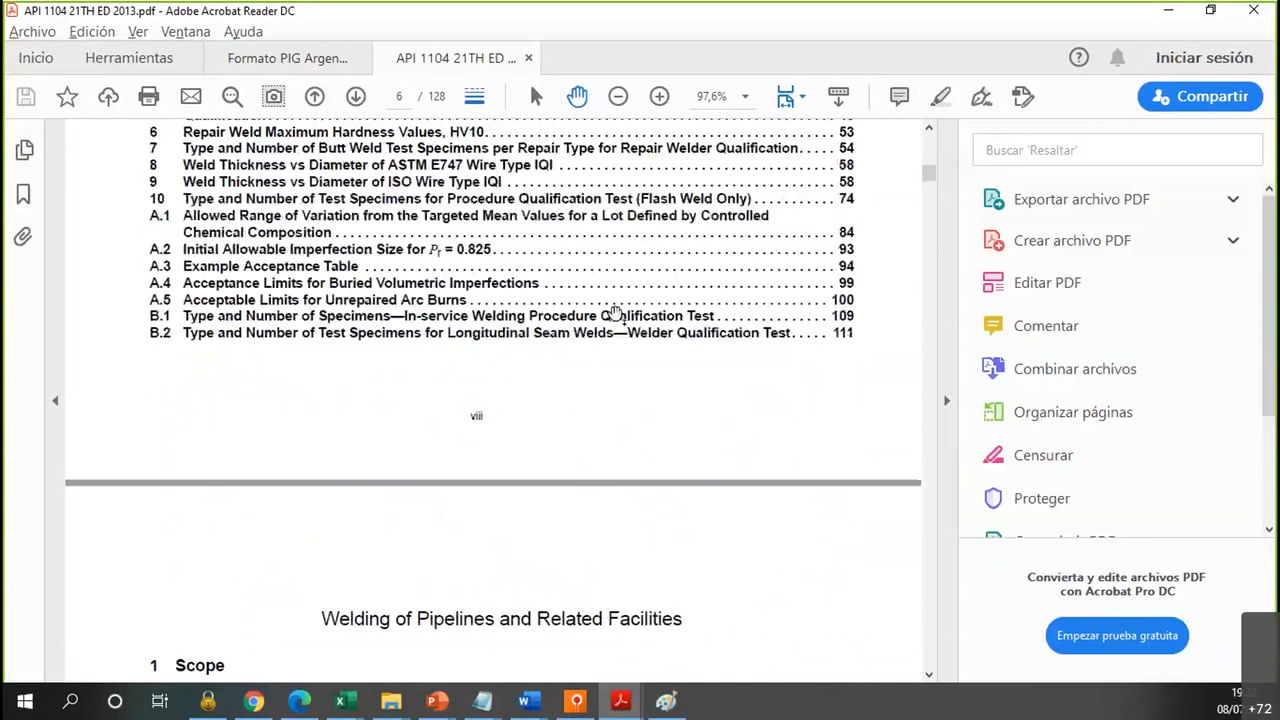 API 1104 21TH ED 2013.pdf - Adobe Acrobat Reader DC
Archivo Edición Ver Ventana Ayuda
Inicio Herramientas Formato PIG Argen... API 1104 21TH ED ... × Iniciar sesión
6 / 128 97,6% Compartir
6 Repair Weld Maximum Hardness Values, HV10. . . . . . . . . . 53
7 Type and Number of Butt Weld Test Specimens per Repair Type for Repair Welder Qualification. . . . . . 54
8 Weld Thickness vs Diameter of ASTM E747 Wire Type IQI . . . . . . . . . . 58
9 Weld Thickness vs Diameter of ISO Wire Type IQI . . . . . . . . . . 58
10 Type and Number of Test Specimens for Procedure Qualification Test (Flash Weld Only) . . . . . . . . . . 74
A.1 Allowed Range of Variation from the Targeted Mean Values for a Lot Defined by Controlled
Chemical Composition . . . . . . . . . . 84
A.2 Initial Allowable Imperfection Size for Pr = 0.825. . . . . . . . . . 93
A.3 Example Acceptance Table . . . . . . . . . . 94
A.4 Acceptance Limits for Buried Volumetric Imperfections . . . . . . . . . . 99
A.5 Acceptable Limits for Unrepaired Arc Burns . . . . . . . . . . 100
B.1 Type and Number of Specimens—In-service Welding Procedure Qualification Test . . . . . . . . . . 109
B.2 Type and Number of Test Specimens for Longitudinal Seam Welds—Welder Qualification Test. . . . . 111
viii
Welding of Pipelines and Related Facilities
1 Scope
Buscar 'Resaltar'
Exportar archivo PDF
Crear archivo PDF
Editar PDF
Comentar
Combinar archivos
Organizar páginas
Censurar
Proteger
Convierta y edite archivos PDF
con Acrobat Pro DC
Empezar prueba gratuita
08/07
+72